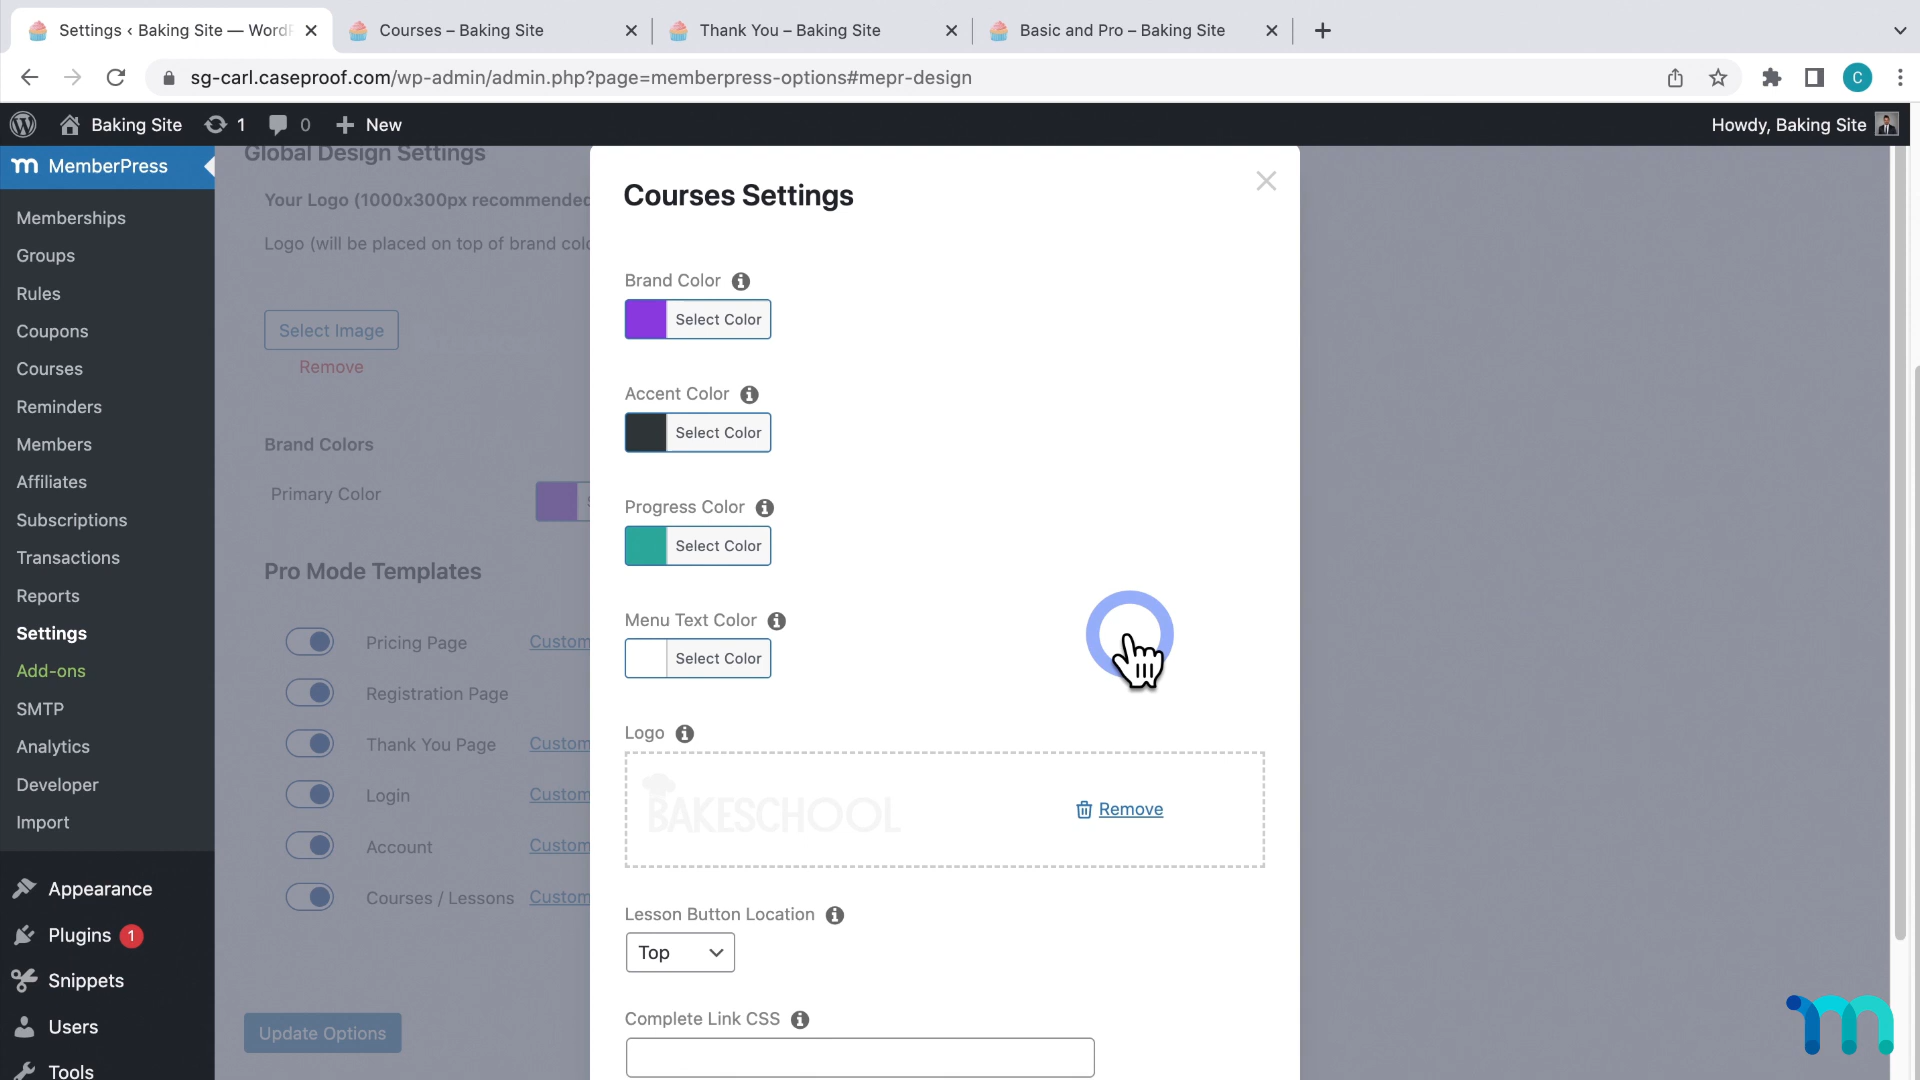 Settings ‹ Baking Site — WordP
Courses – Baking Site
Thank You – Baking Site
Basic and Pro – Baking Site
sg-carl.caseproof.com/wp-admin/admin.php?page=memberpress-options#mepr-design
C
Baking Site
1
0
New
Howdy, Baking Site
MemberPress
Memberships
Groups
Rules
Coupons
Courses
Reminders
Members
Affiliates
Subscriptions
Transactions
Reports
Settings
Add-ons
SMTP
Analytics
Developer
Import
Appearance
Plugins 1
Snippets
Users
Tools
Global Design Settings
Your Logo (1000x300px recommended
Logo (will be placed on top of brand colo
Select Image
Remove
Brand Colors
Primary Color
Pro Mode Templates
Pricing Page Custom
Registration Page
Thank You Page Custom
Login Custom
Account Custom
Courses / Lessons Custom
Update Options
Courses Settings
Brand Color
Select Color
Accent Color
Select Color
Progress Color
Select Color
Menu Text Color
Select Color
Logo
BAKESCHOOL
Remove
Lesson Button Location
Top
Complete Link CSS